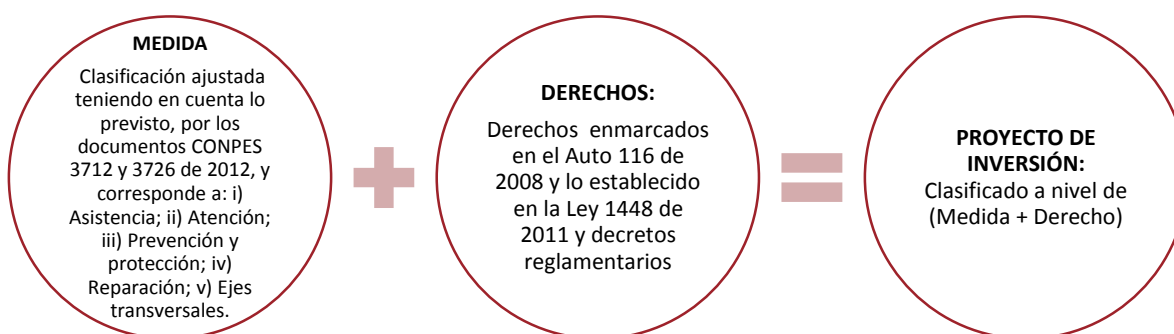 MEDIDA
Clasificación ajustada
teniendo en cuenta lo
previsto, por los
documentos CONPES
3712 y 3726 de 2012, y
corresponde a: i)
Asistencia; ii) Atención;
iii) Prevención y
protección; iv)
Reparación; v) Ejes
transversales.
DERECHOS:
Derechos enmarcados
en el Auto 116 de
2008 y lo establecido
en la Ley 1448 de
2011 y decretos
reglamentarios
PROYECTO DE
INVERSIÓN:
Clasificado a nivel de
(Medida + Derecho)